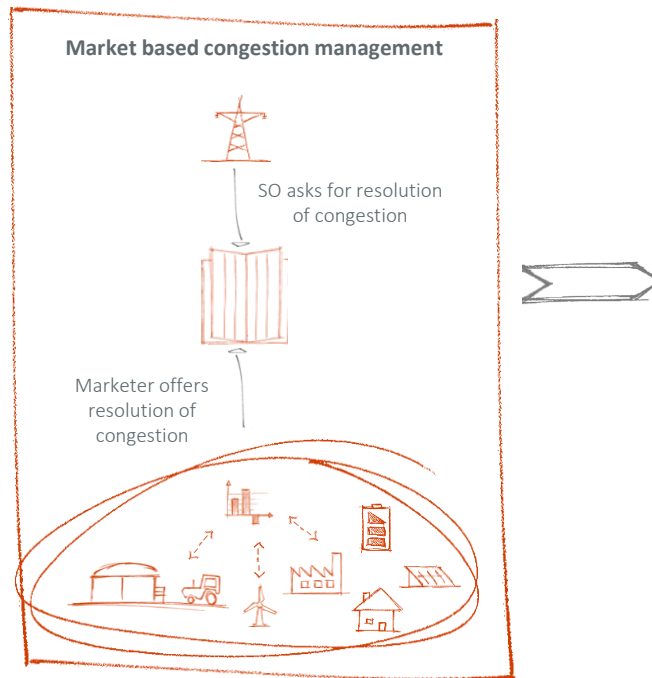 Market based congestion management
SO asks for resolution
of congestion
Marketer offers
resolution of
congestion